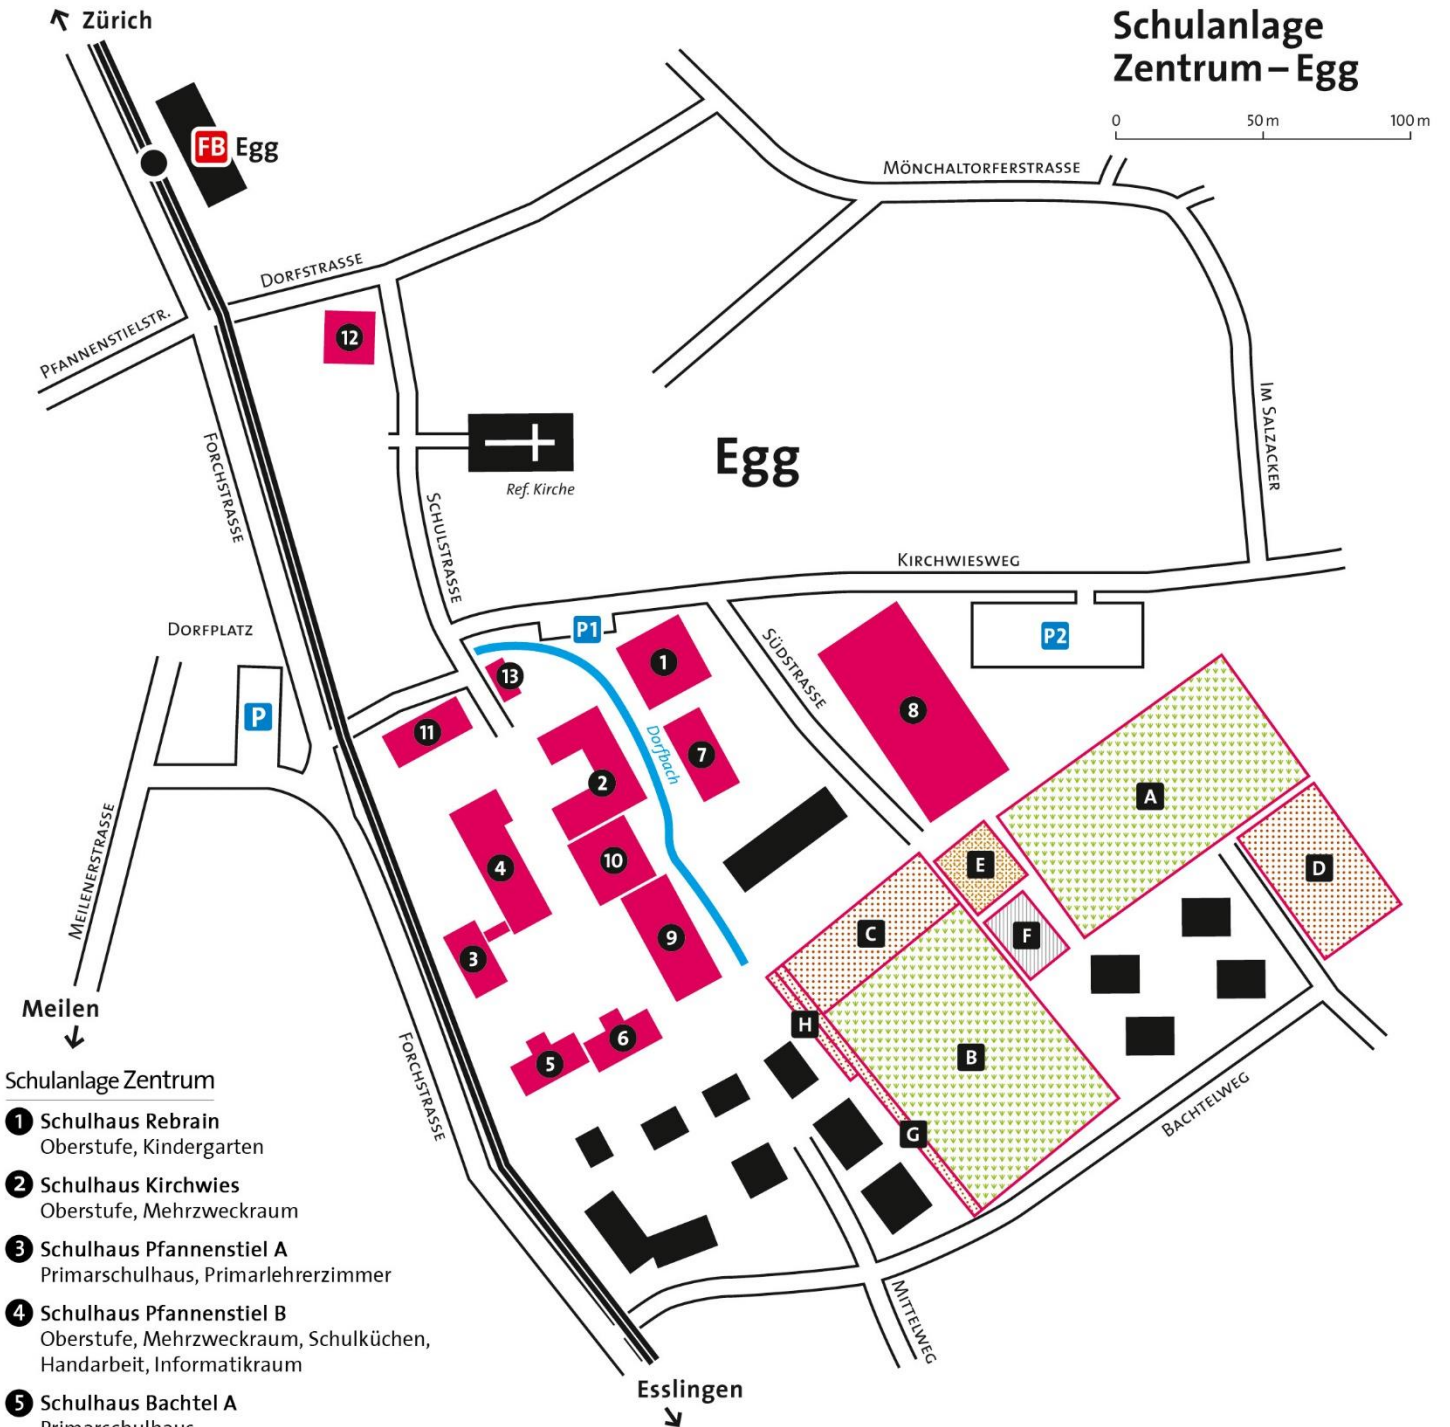 Zürich
Schulanlage
Zentrum – Egg
0 50 m 100 m
FB Egg
MÖNCHALTORFERSTRASSE
DORFSTRASSE
PFANNENSTIELSTR.
12
FORCHSTRASSE
IM SALZACKER
Egg
Ref. Kirche
SCHULSTRASSE
KIRCHWIESWEG
DORFPLATZ
P1
P2
SÜDSTRASSE
1
13
P
11
8
7
Dorfbach
2
A
MEILENERSTRASSE
10
4
E
D
9
C
F
3
Meilen
H
6
B
5
FORCHSTRASSE
G
BACHTELWEG
MITTELWEG
Esslingen
Schulanlage Zentrum
1 Schulhaus Rebrain
Oberstufe, Kindergarten
2 Schulhaus Kirchwies
Oberstufe, Mehrzweckraum
3 Schulhaus Pfannenstiel A
Primarschulhaus, Primarlehrerzimmer
4 Schulhaus Pfannenstiel B
Oberstufe, Mehrzweckraum, Schulküchen,
Handarbeit, Informatikraum
5 Schulhaus Bachtel A
Primarschulhaus